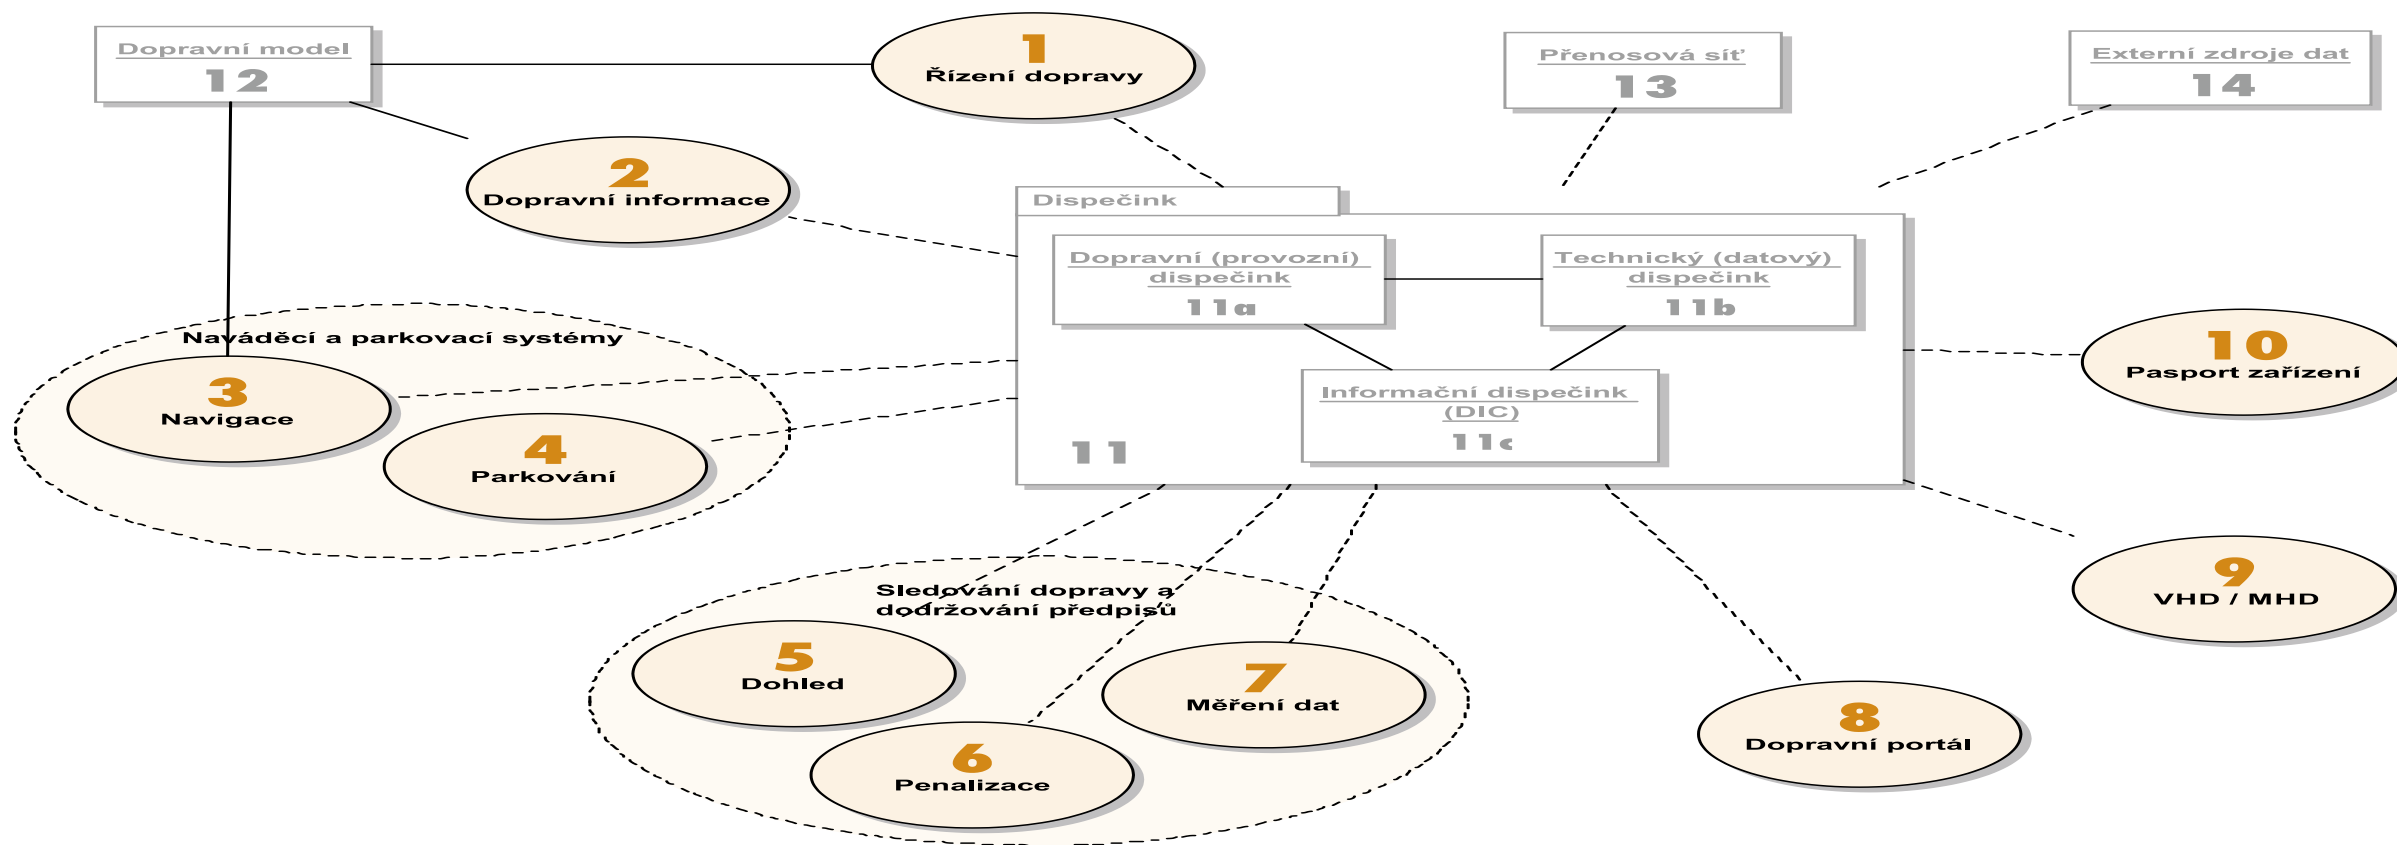 Dopravní model
12
1
Řízení dopravy
Přenosová síť
13
Externí zdroje dat
14
2
Dopravní informace
Dispečink
Dopravní (provozní)
dispečink
11a
Technický (datový)
dispečink
11b
Informační dispečink
(DIC)
11c
11
Naváděcí a parkovací systémy
3
Navigace
4
Parkování
10
Pasport zařízení
Sledování dopravy a
dodržování předpisů
5
Dohled
6
Penalizace
7
Měření dat
8
Dopravní portál
9
VHD / MHD